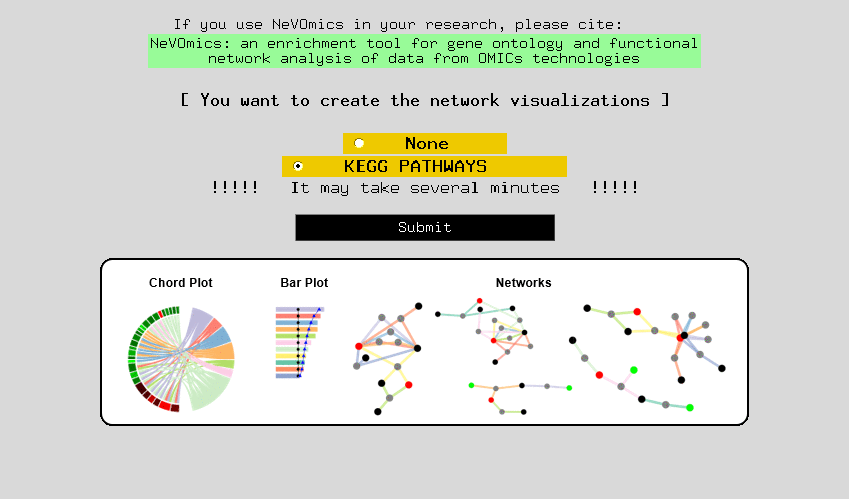 If you use NeVOmics in your research, please cite:
NeVOmics: an enrichment tool for gene ontology and functional
network analysis of data from OMICs technologies
[ You want to create the network visualizations ]
None
KEGG PATHWAYS
!!!!! It may take several minutes !!!!!
Submit
Chord Plot Bar Plot Networks